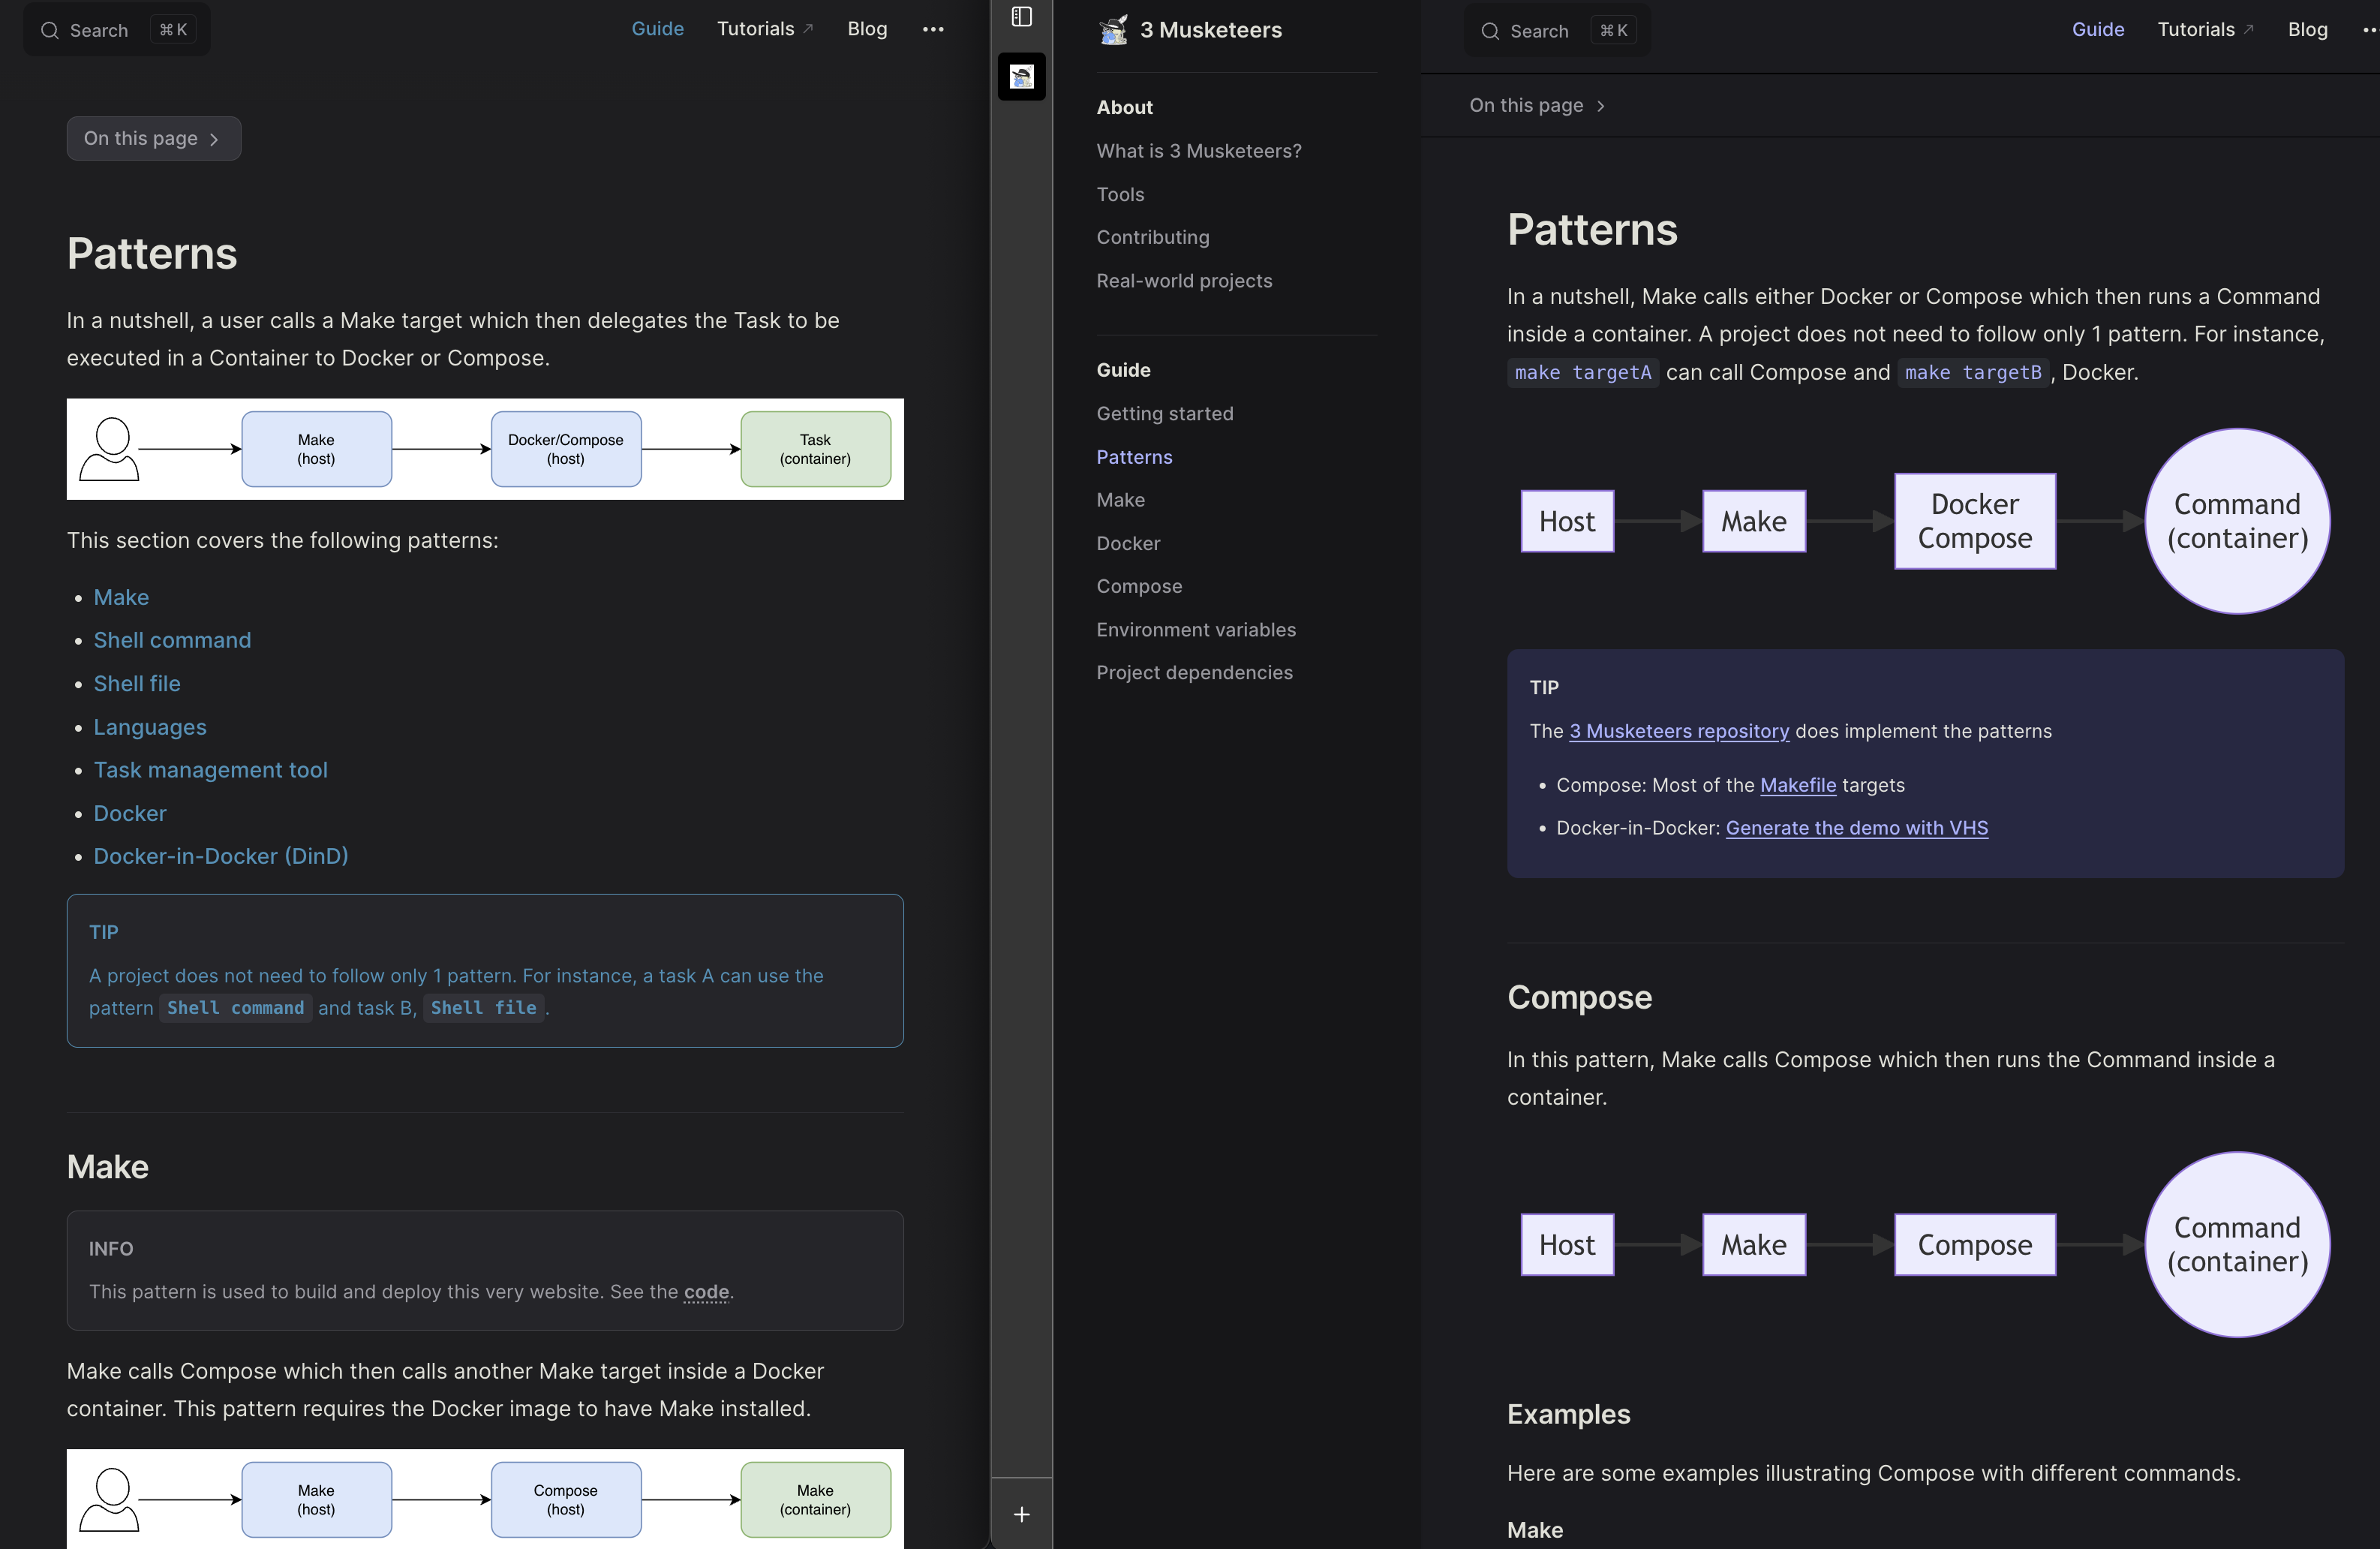 Search ⌘ K
Guide Tutorials Blog
On this page
Patterns
In a nutshell, a user calls a Make target which then delegates the Task to be
executed in a Container to Docker or Compose.
Make
(host)
Docker/Compose
(host)
Task
(container)
This section covers the following patterns:
• Make
• Shell command
• Shell file
• Languages
• Task management tool
• Docker
• Docker-in-Docker (DinD)
TIP
A project does not need to follow only 1 pattern. For instance, a task A can use the
pattern Shell command and task B, Shell file.
Make
INFO
This pattern is used to build and deploy this very website. See the code.
Make calls Compose which then calls another Make target inside a Docker
container. This pattern requires the Docker image to have Make installed.
Make
(host)
Compose
(host)
Make
(container)
3 Musketeers
About
What is 3 Musketeers?
Tools
Contributing
Real-world projects
Guide
Getting started
Patterns
Make
Docker
Compose
Environment variables
Project dependencies
Search ⌘ K
Guide Tutorials Blog
On this page
Patterns
In a nutshell, Make calls either Docker or Compose which then runs a Command
inside a container. A project does not need to follow only 1 pattern. For instance,
make targetA can call Compose and make targetB, Docker.
Host
Make
Docker
Compose
Command
(container)
TIP
The 3 Musketeers repository does implement the patterns
• Compose: Most of the Makefile targets
• Docker-in-Docker: Generate the demo with VHS
Compose
In this pattern, Make calls Compose which then runs the Command inside a
container.
Host
Make
Compose
Command
(container)
Examples
Here are some examples illustrating Compose with different commands.
Make